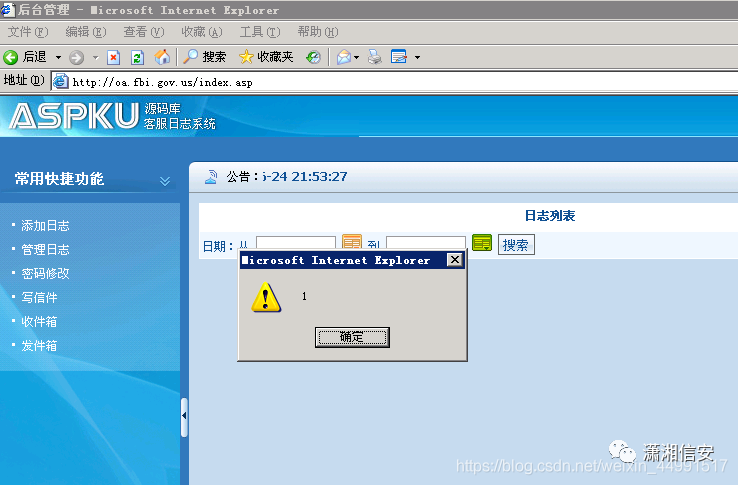 后台管理 - Microsoft Internet Explorer
文件(F) 编辑(E) 查看(V) 收藏(A) 工具(T) 帮助(H)
后退 搜索 收藏夹
地址(D) http://oa.fbi.gov.us/index.asp
ASPKU 源码库
客服日志系统
常用快捷功能
添加日志
管理日志
密码修改
写信件
收件箱
发件箱
公告：5-24 21:53:27
日志列表
日期：从 到 搜索
Microsoft Internet Explorer
1
确定
潇湘信安
https://blog.csdn.net/weixin_44991517